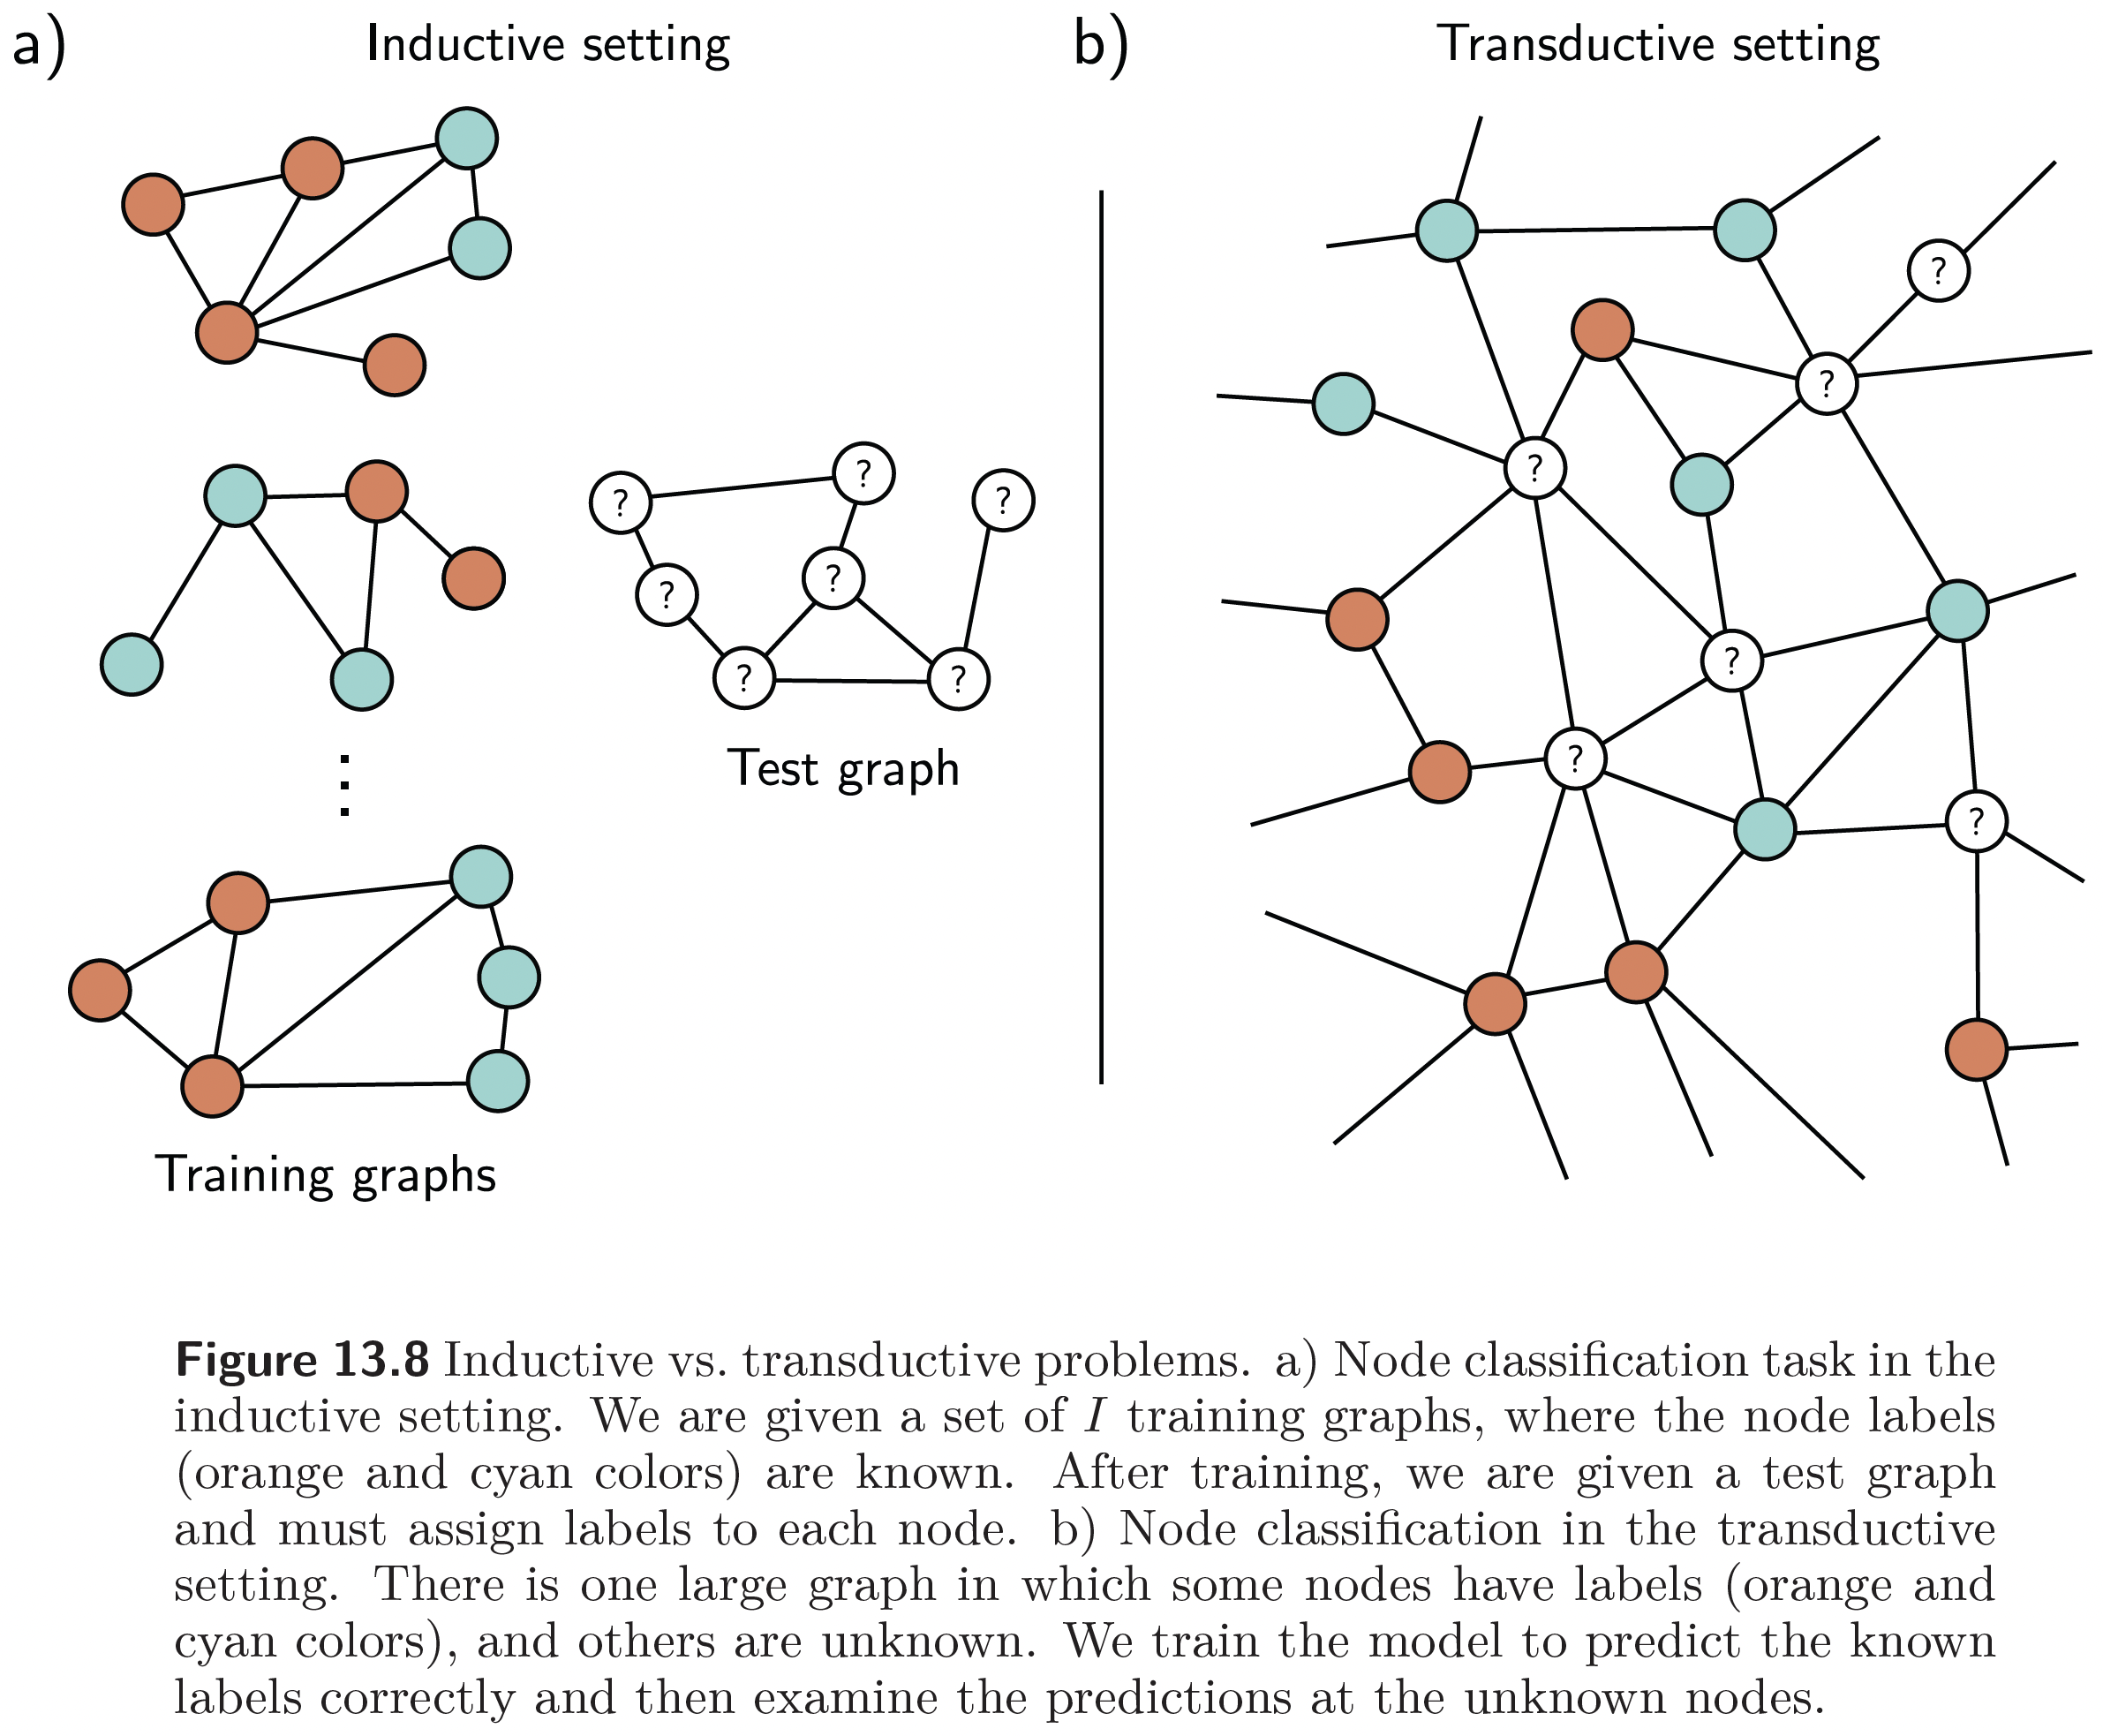 a)
Inductive setting
b)
Transductive setting
?
?
?
?
?
?
?
?
?
?
?
?
?
Test graph
Training graphs
Figure 13.8 Inductive vs. transductive problems. a) Node classification task in the
inductive setting. We are given a set of I training graphs, where the node labels
(orange and cyan colors) are known. After training, we are given a test graph
and must assign labels to each node. b) Node classification in the transductive
setting. There is one large graph in which some nodes have labels (orange and
cyan colors), and others are unknown. We train the model to predict the known
labels correctly and then examine the predictions at the unknown nodes.